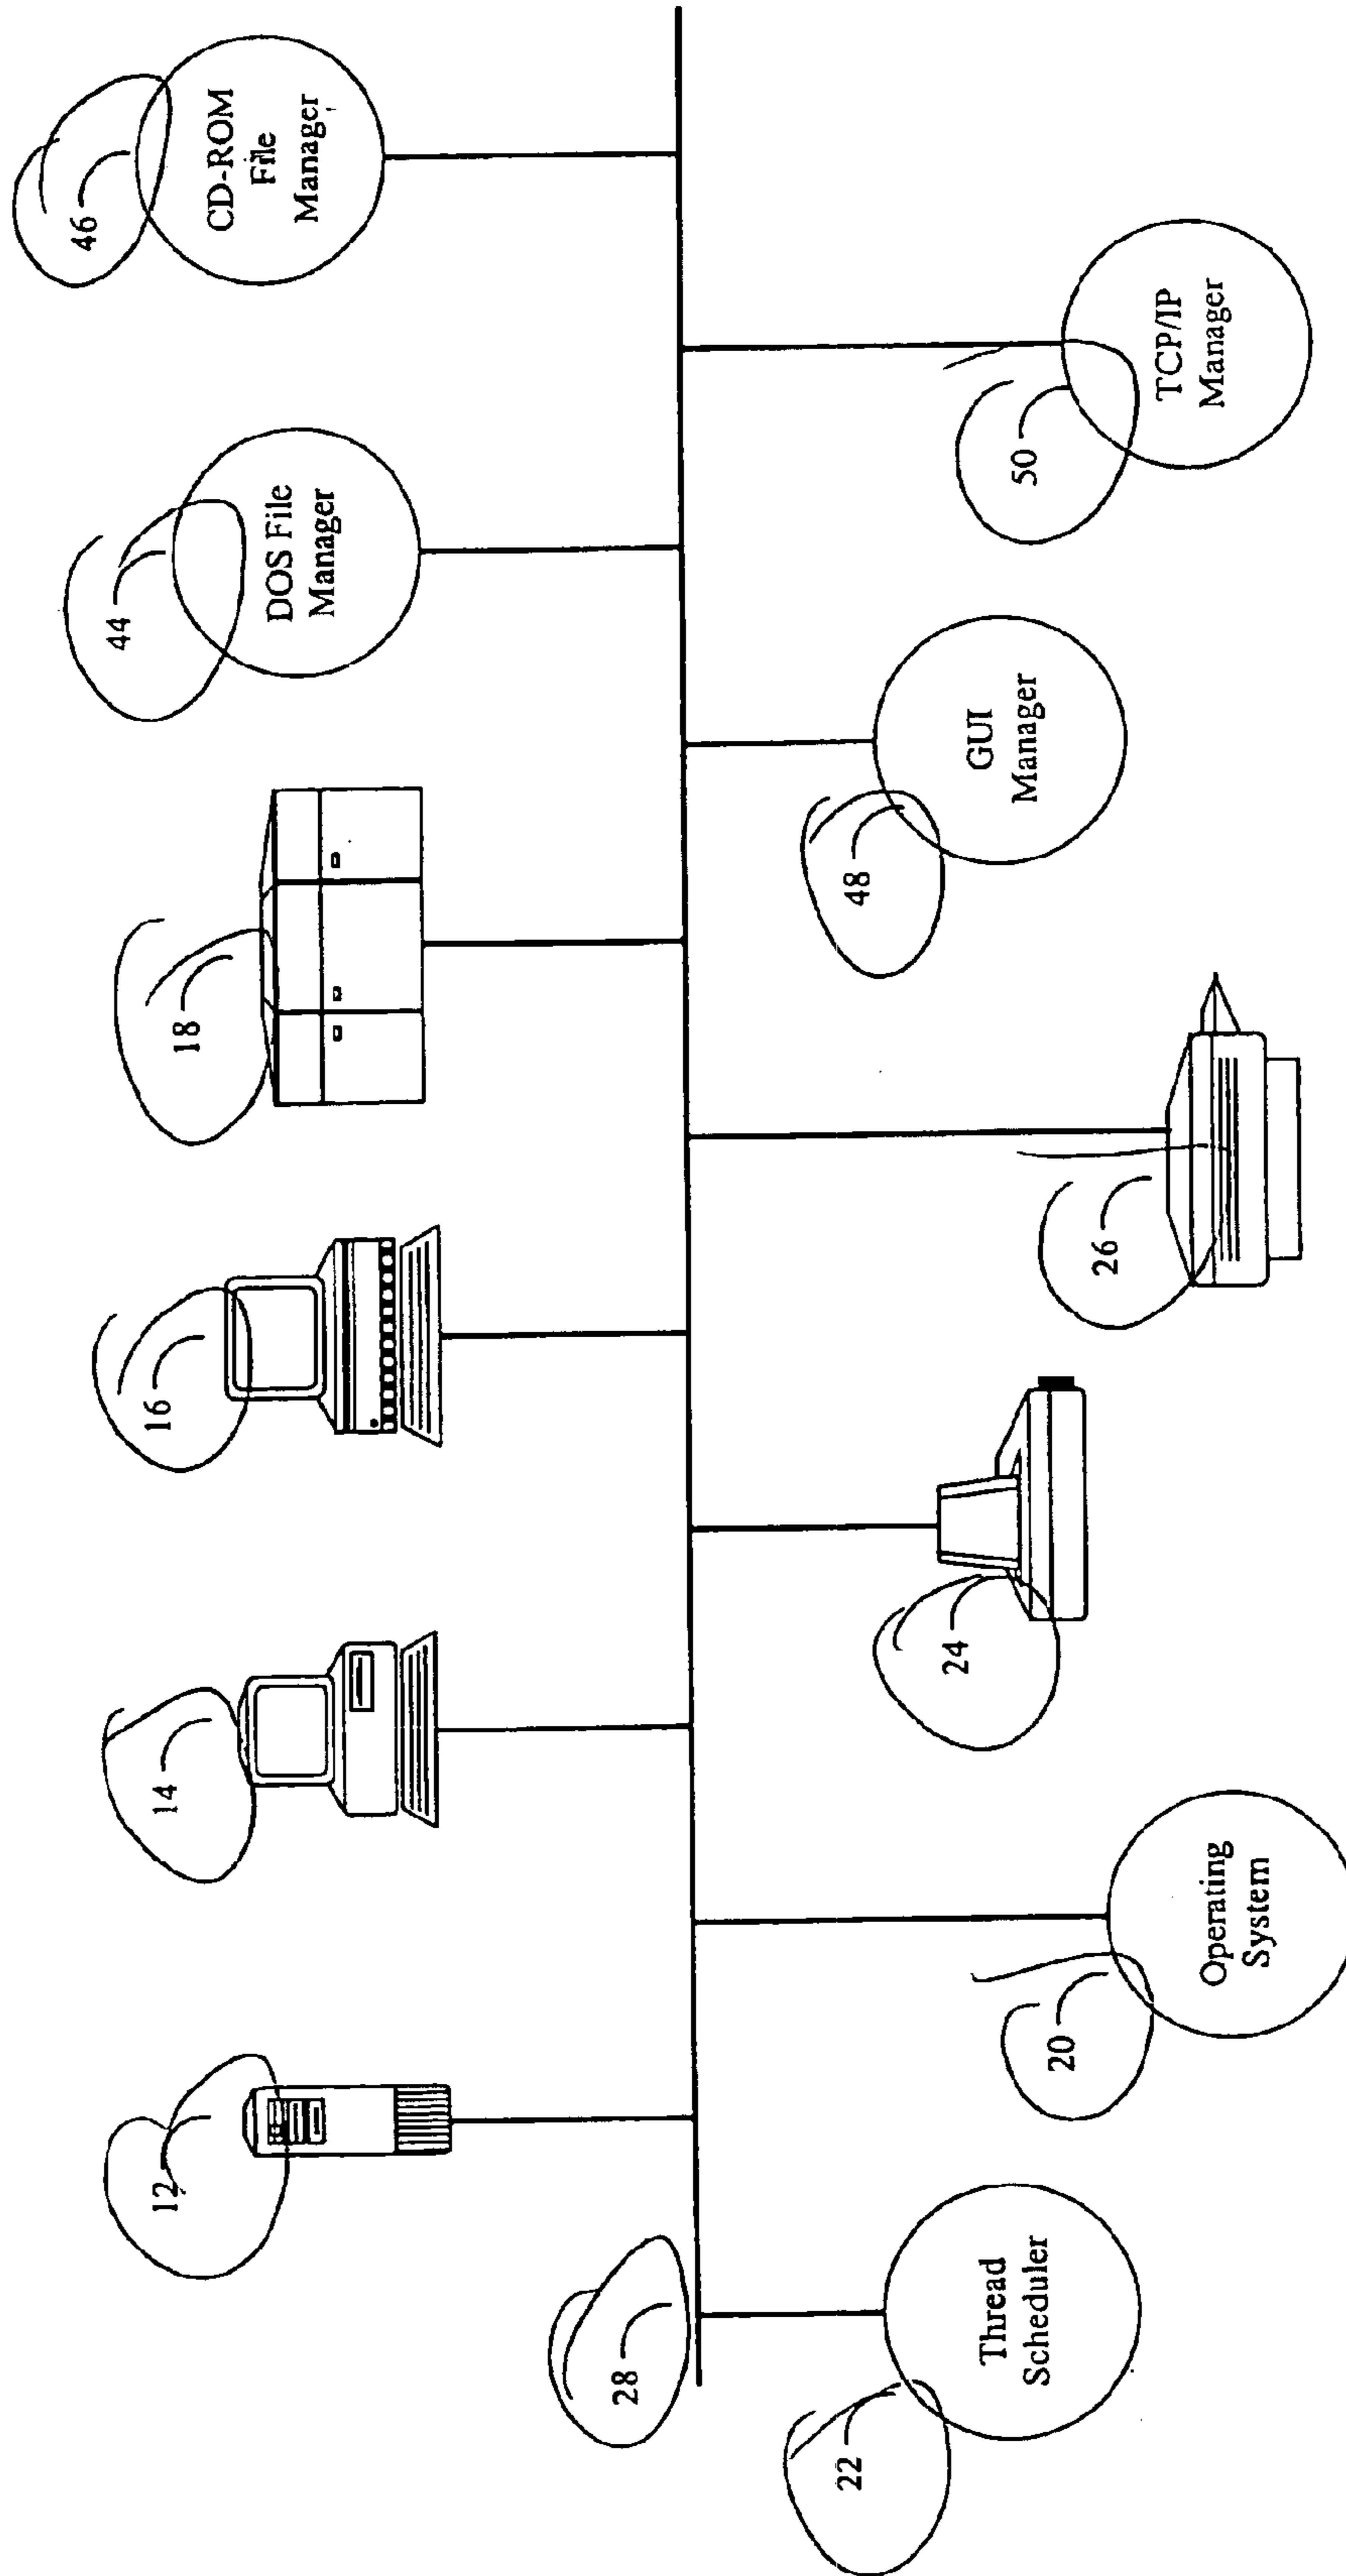 12
14
16
18
44
46
DOS File
Manager
CD-ROM
File
Manager
28
22
Thread
Scheduler
20
Operating
System
24
26
48
GUI
Manager
50
TCP/IP
Manager